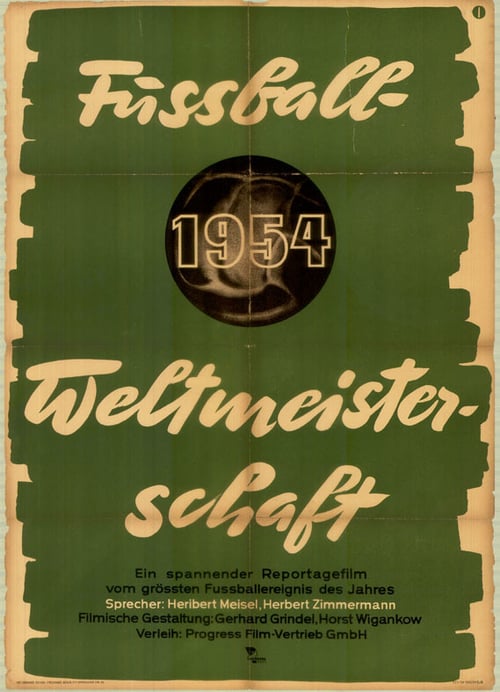 Fussball-
1954
Weltmeister-
schaft
Ein spannender Reportagefilm
vom grössten Fussballereignis des Jahres
Sprecher: Heribert Meisel, Herbert Zimmermann
Filmische Gestaltung: Gerhard Grindel, Horst Wigankow
Verleih: Progress Film-Vertrieb GmbH